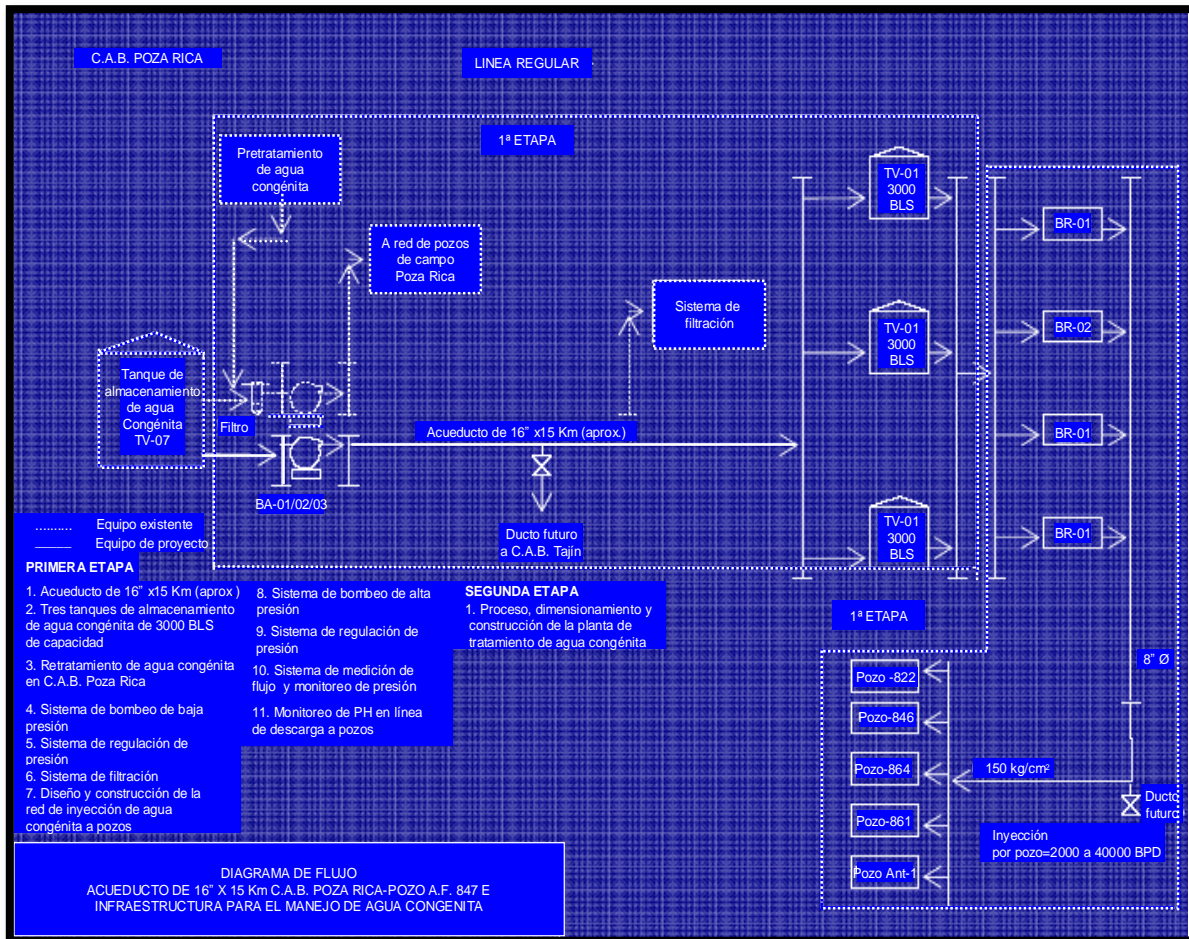 C.A.B. POZA RICA
LINEA REGULAR
1ª ETAPA
Pretratamiento
de agua
congénita
A red de pozos
de campo
Poza Rica
Sistema de
filtración
TV-01
3000
BLS
TV-01
3000
BLS
TV-01
3000
BLS
BR-01
BR-02
BR-01
BR-01
Tanque de
almacenamiento
de agua
Congénita
TV-07
Filtro
BA-01/02/03
Acueducto de 16” x15 Km (aprox.)
Ducto futuro
a C.A.B. Tajín
.......... Equipo existente
_____ Equipo de proyecto
PRIMERA ETAPA
1. Acueducto de 16” x15 Km (aprox )
2. Tres tanques de almacenamiento
de agua congénita de 3000 BLS
de capacidad
3. Retratamiento de agua congénita
en C.A.B. Poza Rica
4. Sistema de bombeo de baja
presión
5. Sistema de regulación de
presión
6. Sistema de filtración
7. Diseño y construcción de la
red de inyección de agua
congénita a pozos
8. Sistema de bombeo de alta
presión
9. Sistema de regulación de
presión
10. Sistema de medición de
flujo y monitoreo de presión
11. Monitoreo de PH en línea
de descarga a pozos
SEGUNDA ETAPA
1. Proceso, dimensionamiento y
construcción de la planta de
tratamiento de agua congénita
1ª ETAPA
Pozo -822
Pozo-846
Pozo-864
Pozo-861
Pozo Ant-1
8” Ø
150 kg/cm²
Ducto
futuro
Inyección
por pozo=2000 a 40000 BPD
DIAGRAMA DE FLUJO
ACUEDUCTO DE 16” X 15 Km C.A.B. POZA RICA-POZO A.F. 847 E
INFRAESTRUCTURA PARA EL MANEJO DE AGUA CONGENITA